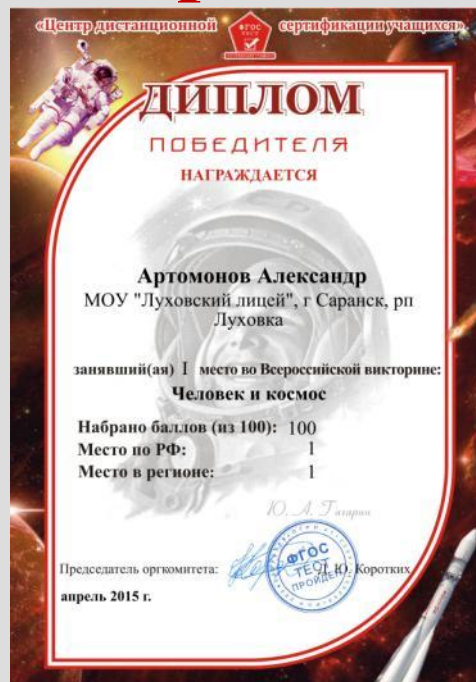 «Центр дистанционной сертификации учащихся»
ФГОС
ТЕСТ
ДИПЛОМ
ПОБЕДИТЕЛЯ
НАГРАЖДАЕТСЯ
Артомонов Александр
МОУ "Луховский лицей", г Саранск, рп
Луховка
занявший(ая) I место во Всероссийской викторине:
Человек и космос
Набрано баллов (из 100): 100
Место по РФ: 1
Место в регионе: 1
Ю. А. Гагарин
Председатель оргкомитета: Д. Ю. Коротких
ФГОС
ТЕСТ
ПРОЙДЕН
апрель 2015 г.